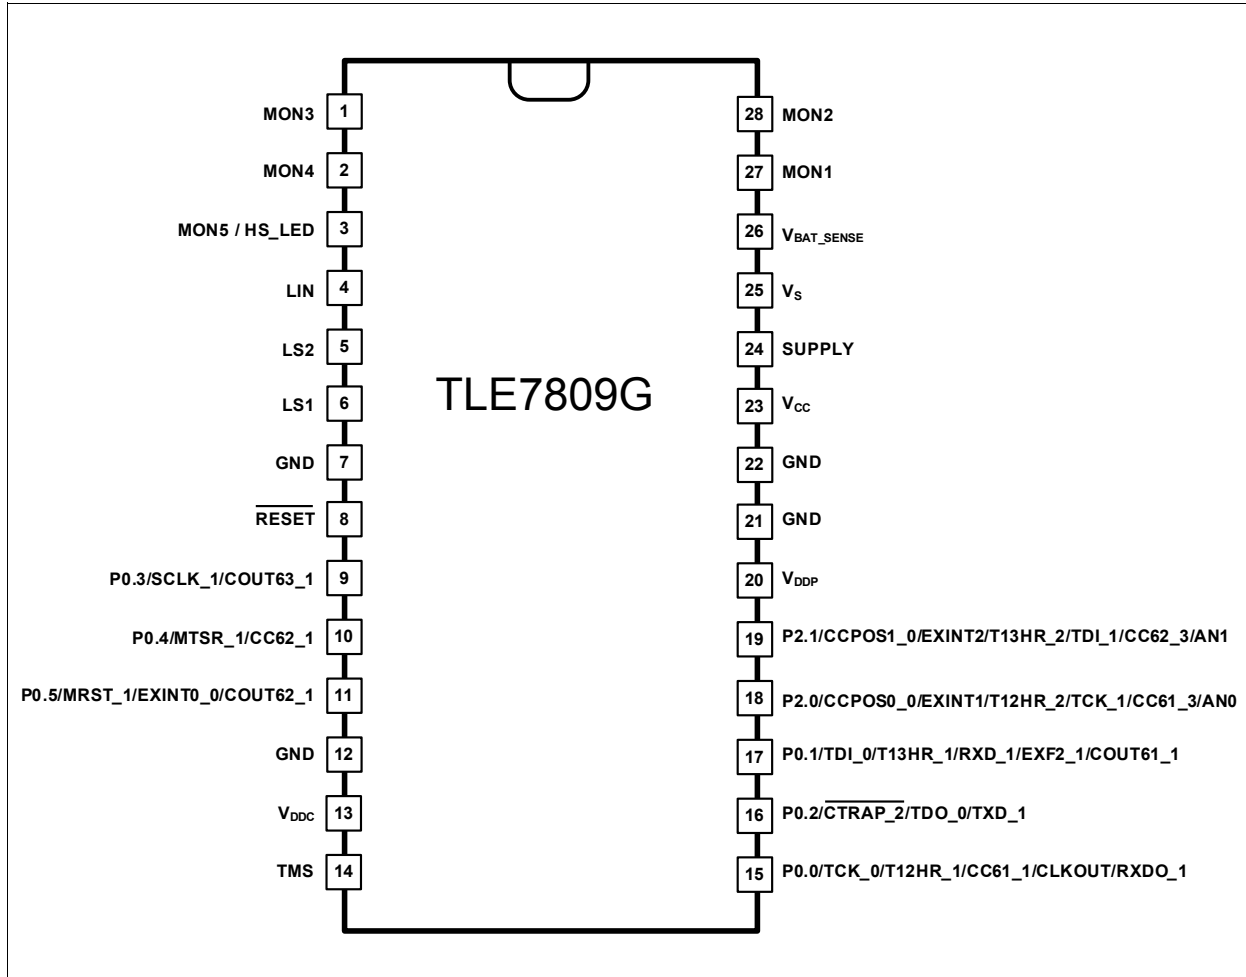 MON3 1
MON4 2
MON5 / HS_LED 3
LIN 4
LS2 5
LS1 6
GND 7
RESET 8
P0.3/SCLK_1/COUT63_1 9
P0.4/MTSR_1/CC62_1 10
P0.5/MRST_1/EXINT0_0/COUT62_1 11
GND 12
VDDC 13
TMS 14
TLE7809G
28 MON2
27 MON1
26 VBAT_SENSE
25 VS
24 SUPPLY
23 VCC
22 GND
21 GND
20 VDDP
19 P2.1/CCPOS1_0/EXINT2/T13HR_2/TDI_1/CC62_3/AN1
18 P2.0/CCPOS0_0/EXINT1/T12HR_2/TCK_1/CC61_3/AN0
17 P0.1/TDI_0/T13HR_1/RXD_1/EXF2_1/COUT61_1
16 P0.2/CTRAP_2/TDO_0/TXD_1
15 P0.0/TCK_0/T12HR_1/CC61_1/CLKOUT/RXDO_1